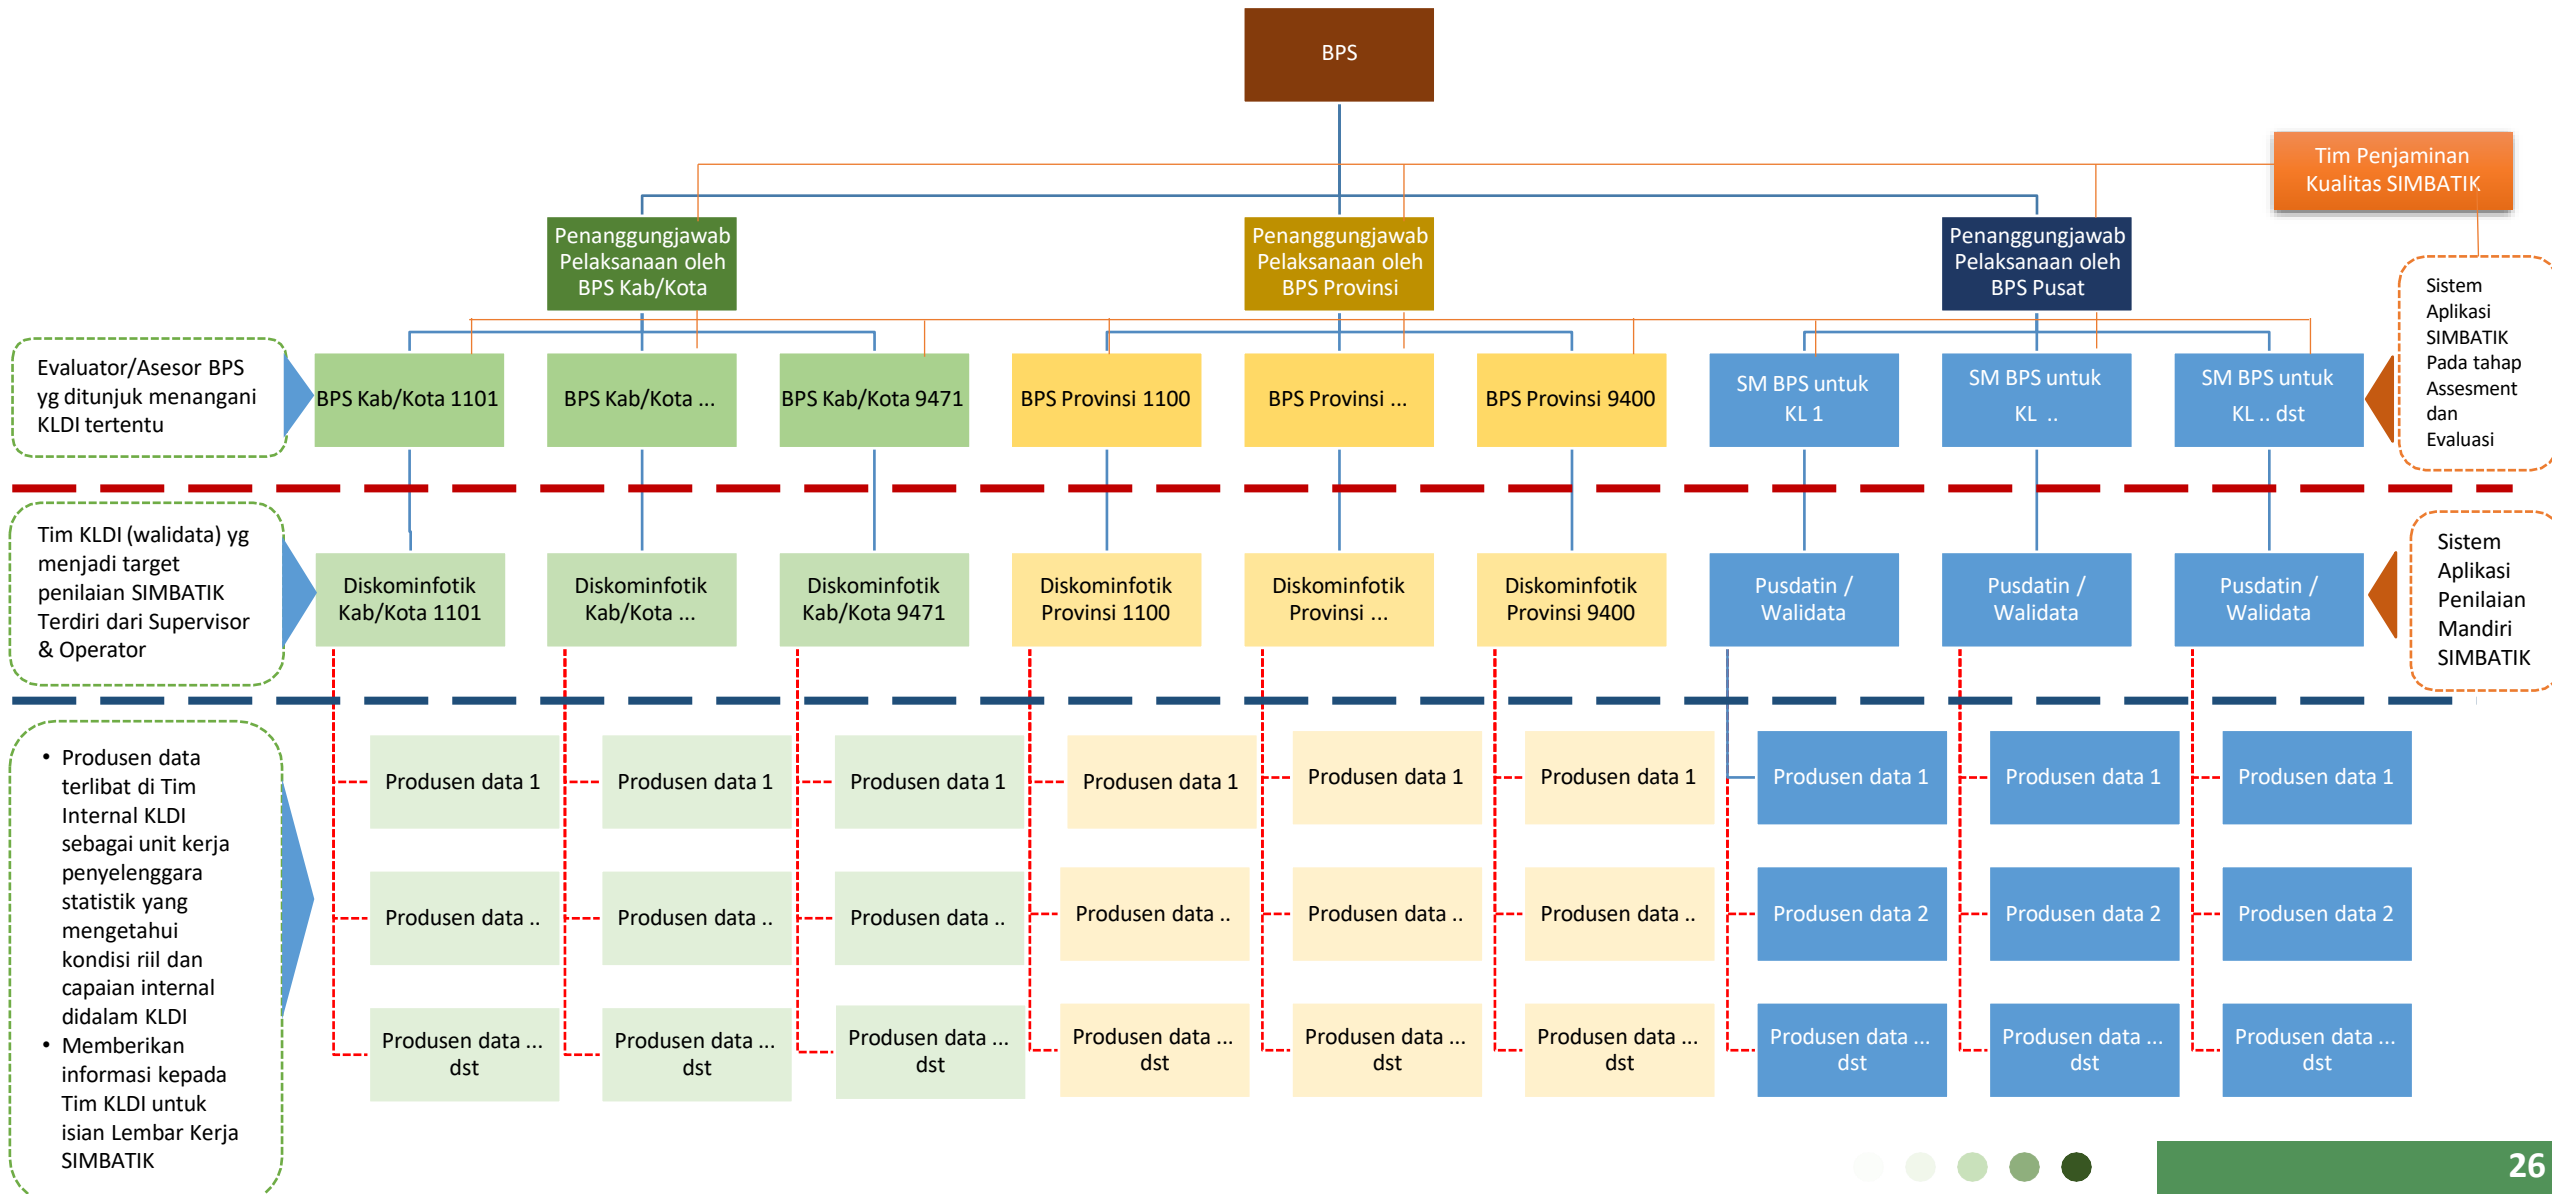 BPS
Tim Penjaminan
Kualitas SIMBATIK
Penanggungjawab
Pelaksanaan oleh
BPS Kab/Kota
Penanggungjawab
Pelaksanaan oleh
BPS Provinsi
Penanggungjawab
Pelaksanaan oleh
BPS Pusat
Sistem
Aplikasi
SIMBATIK
Pada tahap
Assesment
dan
Evaluasi
Evaluator/Asesor BPS
yg ditunjuk menangani
KLDI tertentu
BPS Kab/Kota 1101
BPS Kab/Kota ...
BPS Kab/Kota 9471
BPS Provinsi 1100
BPS Provinsi ...
BPS Provinsi 9400
SM BPS untuk
KL 1
SM BPS untuk
KL ..
SM BPS untuk
KL .. dst
Tim KLDI (walidata) yg
menjadi target
penilaian SIMBATIK
Terdiri dari Supervisor
& Operator
Diskominfotik
Kab/Kota 1101
Diskominfotik
Kab/Kota ...
Diskominfotik
Kab/Kota 9471
Diskominfotik
Provinsi 1100
Diskominfotik
Provinsi ...
Diskominfotik
Provinsi 9400
Pusdatin /
Walidata
Pusdatin /
Walidata
Pusdatin /
Walidata
Sistem
Aplikasi
Penilaian
Mandiri
SIMBATIK
• Produsen data
terlibat di Tim
Internal KLDI
sebagai unit kerja
penyelenggara
statistik yang
mengetahui
kondisi riil dan
capaian internal
didalam KLDI
• Memberikan
informasi kepada
Tim KLDI untuk
isian Lembar Kerja
SIMBATIK
Produsen data 1
Produsen data 1
Produsen data 1
Produsen data 1
Produsen data 1
Produsen data 1
Produsen data 1
Produsen data 1
Produsen data 1
Produsen data ..
Produsen data ..
Produsen data ..
Produsen data ..
Produsen data ..
Produsen data ..
Produsen data 2
Produsen data 2
Produsen data 2
Produsen data ...
dst
Produsen data ...
dst
Produsen data ...
dst
Produsen data ...
dst
Produsen data ...
dst
Produsen data ...
dst
Produsen data ...
dst
Produsen data ...
dst
Produsen data ...
dst
26